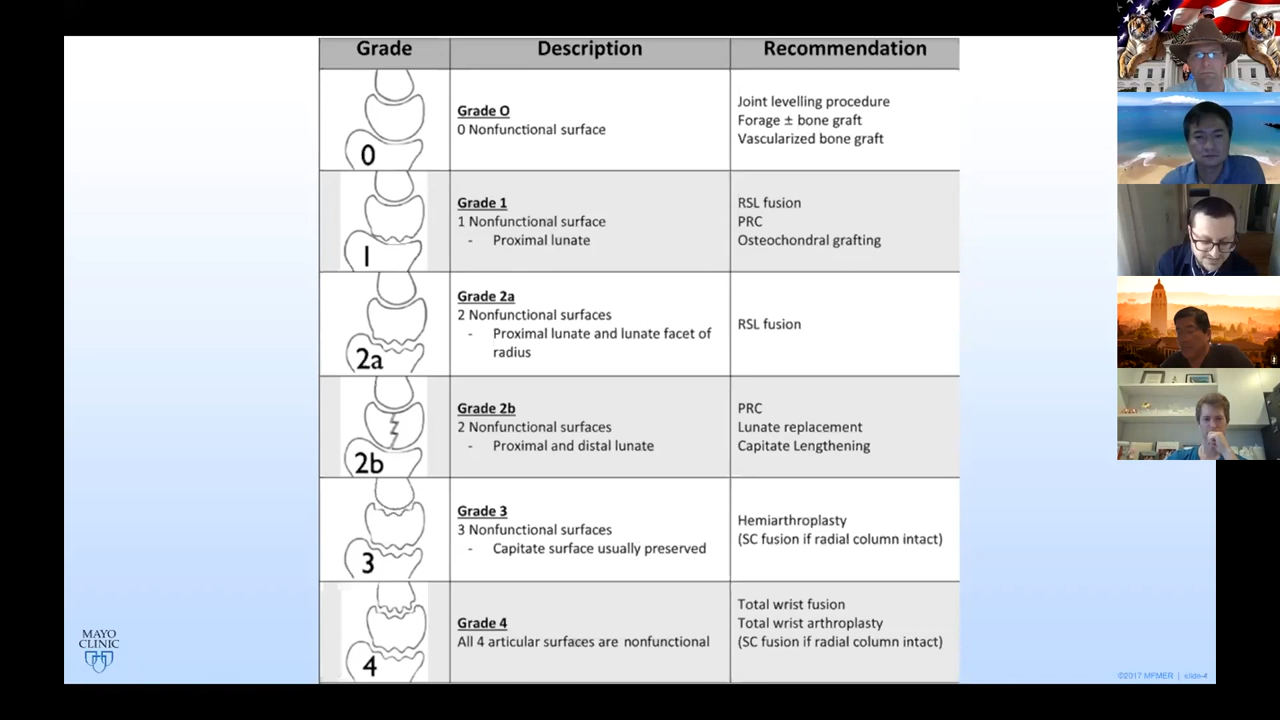 Grade Description Recommendation
0
Grade O
0 Nonfunctional surface
Joint levelling procedure
Forage ± bone graft
Vascularized bone graft
1
Grade 1
1 Nonfunctional surface
- Proximal lunate
RSL fusion
PRC
Osteochondral grafting
2a
Grade 2a
2 Nonfunctional surfaces
- Proximal lunate and lunate facet of
radius
RSL fusion
2b
Grade 2b
2 Nonfunctional surfaces
- Proximal and distal lunate
PRC
Lunate replacement
Capitate Lengthening
3
Grade 3
3 Nonfunctional surfaces
- Capitate surface usually preserved
Hemiarthroplasty
(SC fusion if radial column intact)
4
Grade 4
All 4 articular surfaces are nonfunctional
Total wrist fusion
Total wrist arthroplasty
(SC fusion if radial column intact)
MAYO
CLINIC
©2017 MFMER | slide-4